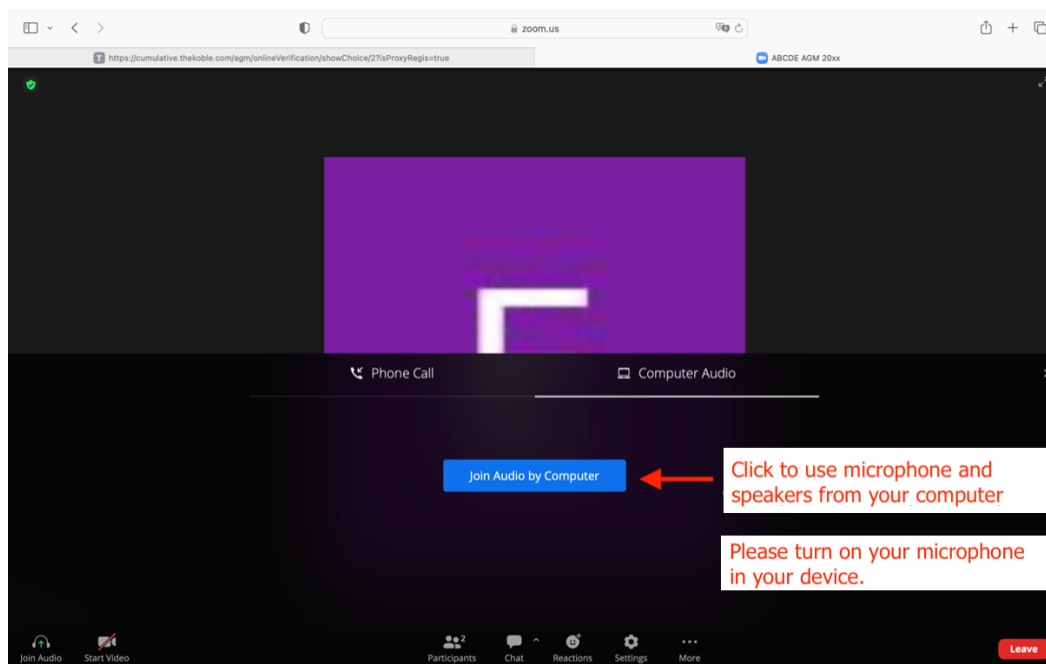 zoom.us
T https://cumulative.thekoble.com/agm/onlineVerification/showChoice/2?isProxyRegis=true
ABCDE AGM 20xx
Phone Call
Computer Audio
Join Audio by Computer
Click to use microphone and
speakers from your computer
Please turn on your microphone
in your device.
Join Audio
Start Video
2
Participants
Chat
Reactions
Settings
More
Leave